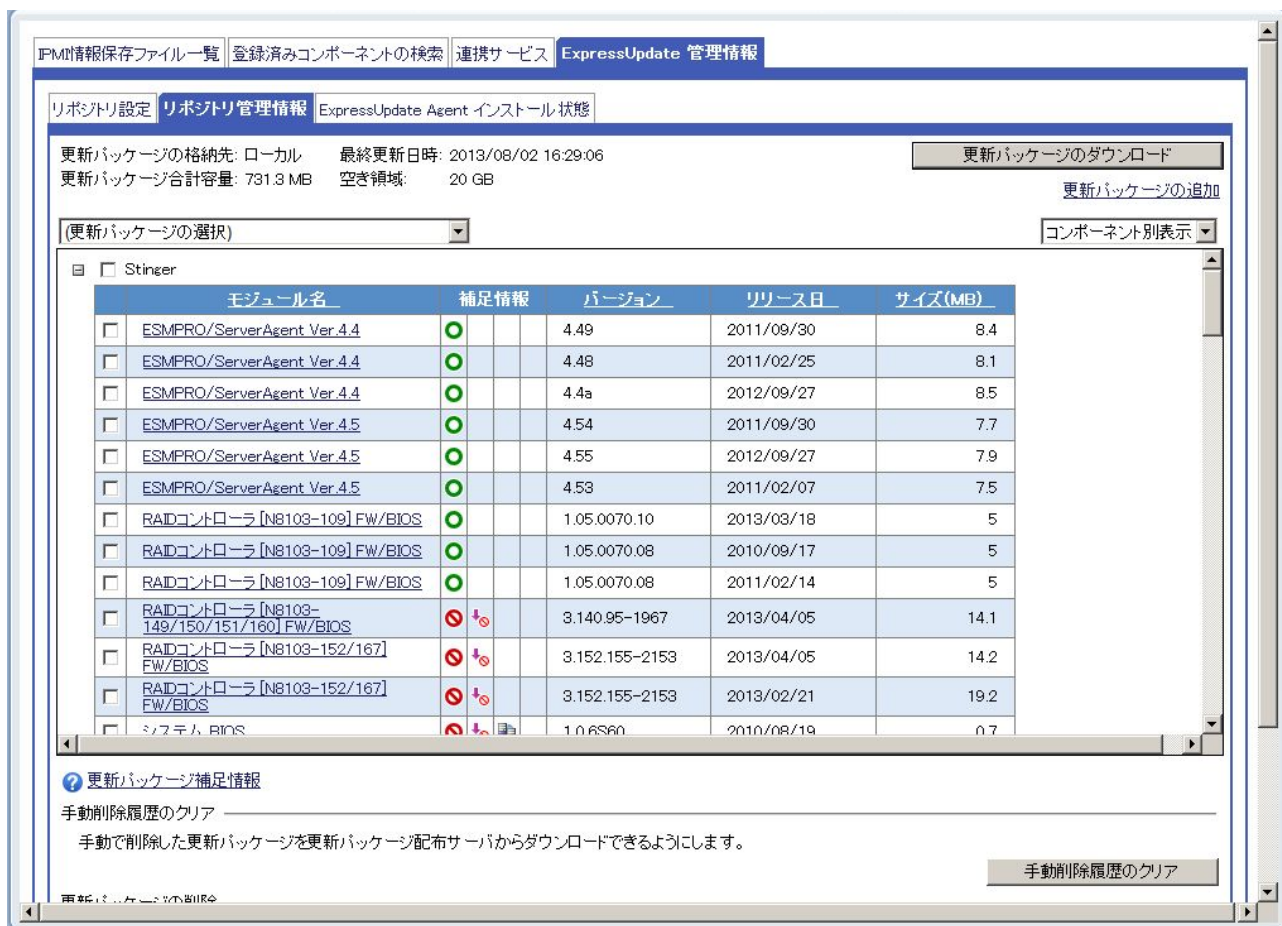 IPMI情報保存ファイル一覧 登録済みコンポーネントの検索 連携サービス ExpressUpdate 管理情報
リポジトリ設定 リポジトリ管理情報 ExpressUpdate Agent インストール状態
更新パッケージの格納先: ローカル 最終更新日時: 2013/08/02 16:29:06 更新パッケージのダウンロード
更新パッケージ合計容量: 731.3 MB 空き領域: 20 GB
更新パッケージの追加
(更新パッケージの選択) コンポーネント別表示
Stinger
モジュール名 補足情報 バージョン リリース日 サイズ(MB)
ESMPRO/ServerAgent Ver.4.4 4.49 2011/09/30 8.4
ESMPRO/ServerAgent Ver.4.4 4.48 2011/02/25 8.1
ESMPRO/ServerAgent Ver.4.4 4.4a 2012/09/27 8.5
ESMPRO/ServerAgent Ver.4.5 4.54 2011/09/30 7.7
ESMPRO/ServerAgent Ver.4.5 4.55 2012/09/27 7.9
ESMPRO/ServerAgent Ver.4.5 4.53 2011/02/07 7.5
RAIDコントローラ[N8103-109] FW/BIOS 1.05.0070.10 2013/03/18 5
RAIDコントローラ[N8103-109] FW/BIOS 1.05.0070.08 2010/09/17 5
RAIDコントローラ[N8103-109] FW/BIOS 1.05.0070.08 2011/02/14 5
RAIDコントローラ[N8103-
149/150/151/160] FW/BIOS 3.140.95-1967 2013/04/05 14.1
RAIDコントローラ[N8103-152/167]
FW/BIOS 3.152.155-2153 2013/04/05 14.2
RAIDコントローラ[N8103-152/167]
FW/BIOS 3.152.155-2153 2013/02/21 19.2
システム BIOS 1.0.6S60 2010/08/19 0.7
更新パッケージ補足情報
手動削除履歴のクリア
手動で削除した更新パッケージを更新パッケージ配布サーバからダウンロードできるようにします。
手動削除履歴のクリア
更新パッケージの削除